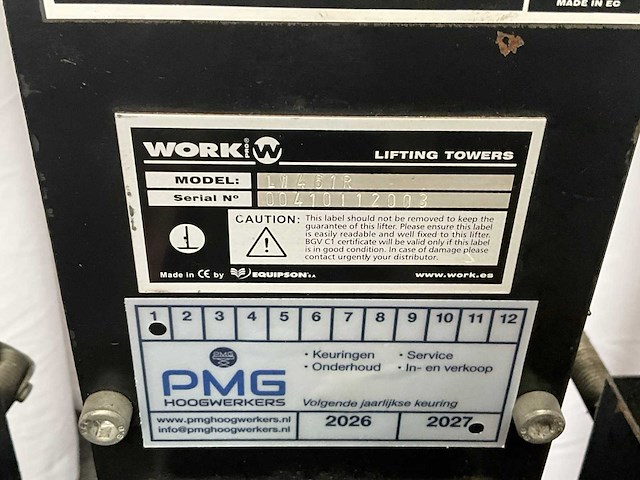 MADE IN EC
WORK PRO W
LIFTING TOWERS
MODEL:
Serial Nº 00410112003
CAUTION: This label should not be removed to keep the
guarantee of this lifter. Please ensure this label
is easily readable and well fixed to this lifter.
BGV C1 certificate will be valid only if this label
is in good condition. In case of damage please
contact urgently your distributor.
Made in CE by EQUIPSON S.A.
www.work.es
1 2 3 4 5 6 7 8 9 10 11 12
PMG
PMG
HOOGWERKERS
· Keuringen · Service
· Onderhoud · In- en verkoop
Volgende jaarlijkse keuring
www.pmghoogwerkers.nl
info@pmghoogwerkers.nl
2026 2027